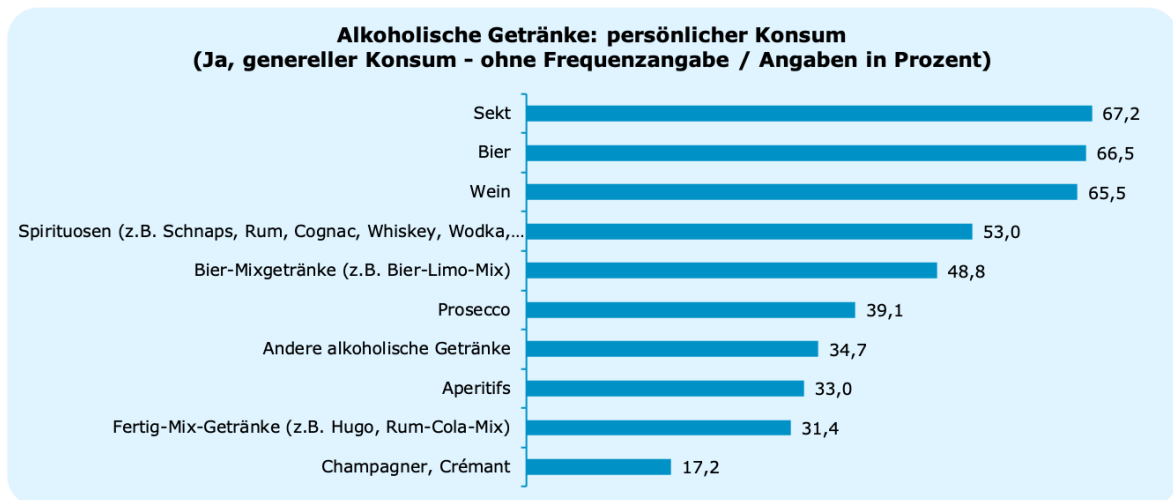 Alkoholische Getränke: persönlicher Konsum
(Ja, genereller Konsum - ohne Frequenzangabe / Angaben in Prozent)
Sekt 67,2
Bier 66,5
Wein 65,5
Spirituosen (z.B. Schnaps, Rum, Cognac, Whiskey, Wodka,... 53,0
Bier-Mixgetränke (z.B. Bier-Limo-Mix) 48,8
Prosecco 39,1
Andere alkoholische Getränke 34,7
Aperitifs 33,0
Fertig-Mix-Getränke (z.B. Hugo, Rum-Cola-Mix) 31,4
Champagner, Crémant 17,2